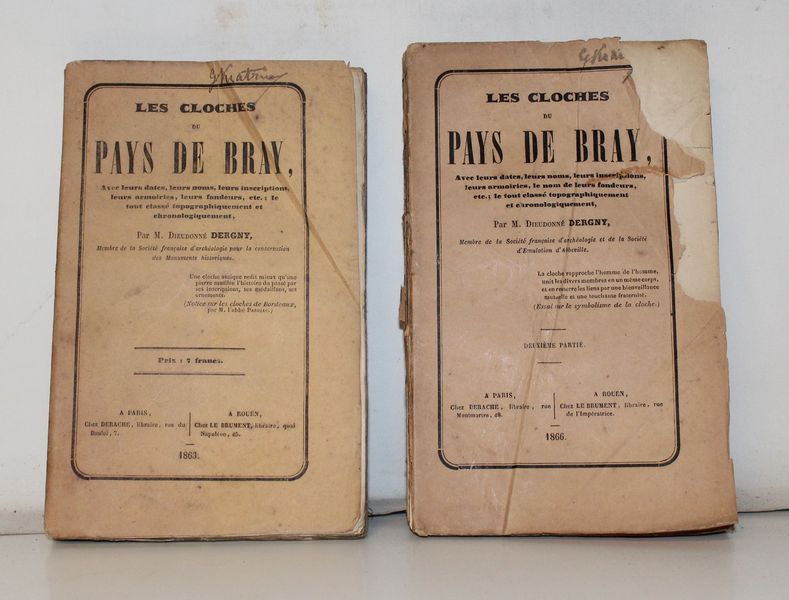 LES CLOCHES
DU
PAYS DE BRAY,
Avec leurs dates, leurs noms, leurs inscriptions,
leurs armoiries, leurs fondeurs, etc.; le
tout classé topographiquement et
chronologiquement,
Par M. DIEUDONNÉ DERGNY,
Membre de la Société française d'archéologie pour la conservation
des Monuments historiques.
Une cloche antique redit mieux qu'une
pierre mutilée l'histoire du passé par
ses inscriptions, ses médaillons, ses
ornements.
(Notice sur les cloches de Bordeaux,
par M. l'abbé
Prix : 7 francs.
A PARIS,
Chez DERACHE, libraire, rue du
7.
A ROUEN,
Chez LE BRUMENT, libraire, quai
Napoléon, 45.
1863.
LES CLOCHES
DU
PAYS DE BRAY,
Avec leurs dates, leurs noms, leurs inscriptions,
leurs armoiries, le nom de leurs fondeurs,
etc.; le tout classé topographiquement
et chronologiquement,
Par M. DIEUDONNÉ DERGNY,
Membre de la Société française d'archéologie et de la Société
d'Emulation d'Abbeville.
La cloche rapproche l'homme de l'homme,
unit les divers membres en un même corps,
et en resserre les liens par une bienveillance
mutuelle et une touchante fraternité.
(Essai sur le symbolisme de la cloche.)
DEUXIÈME PARTIE.
A PARIS,
Chez DERACHE, libraire, rue
Montmartre, 48.
A ROUEN,
Chez LE BRUMENT, libraire, rue
de l'Impératrice.
1866.